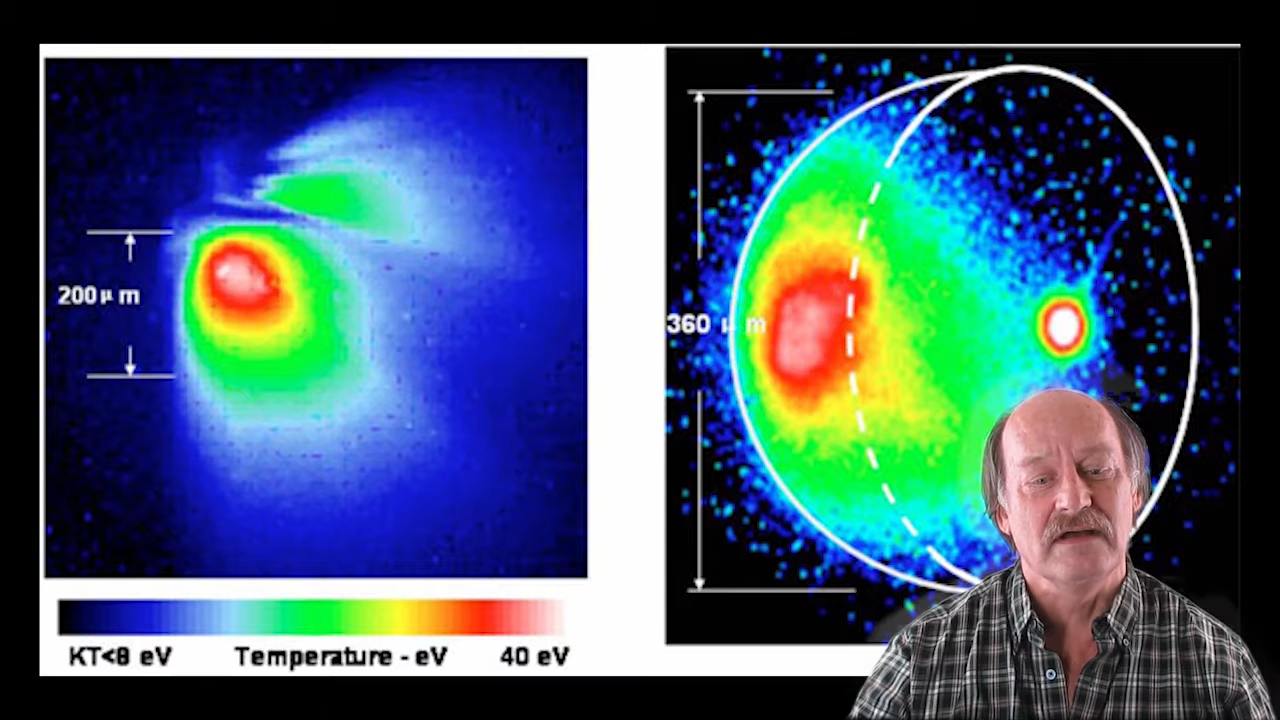 200 μ m
360 μ m
KT<8 eV
Temperature - eV
40 eV